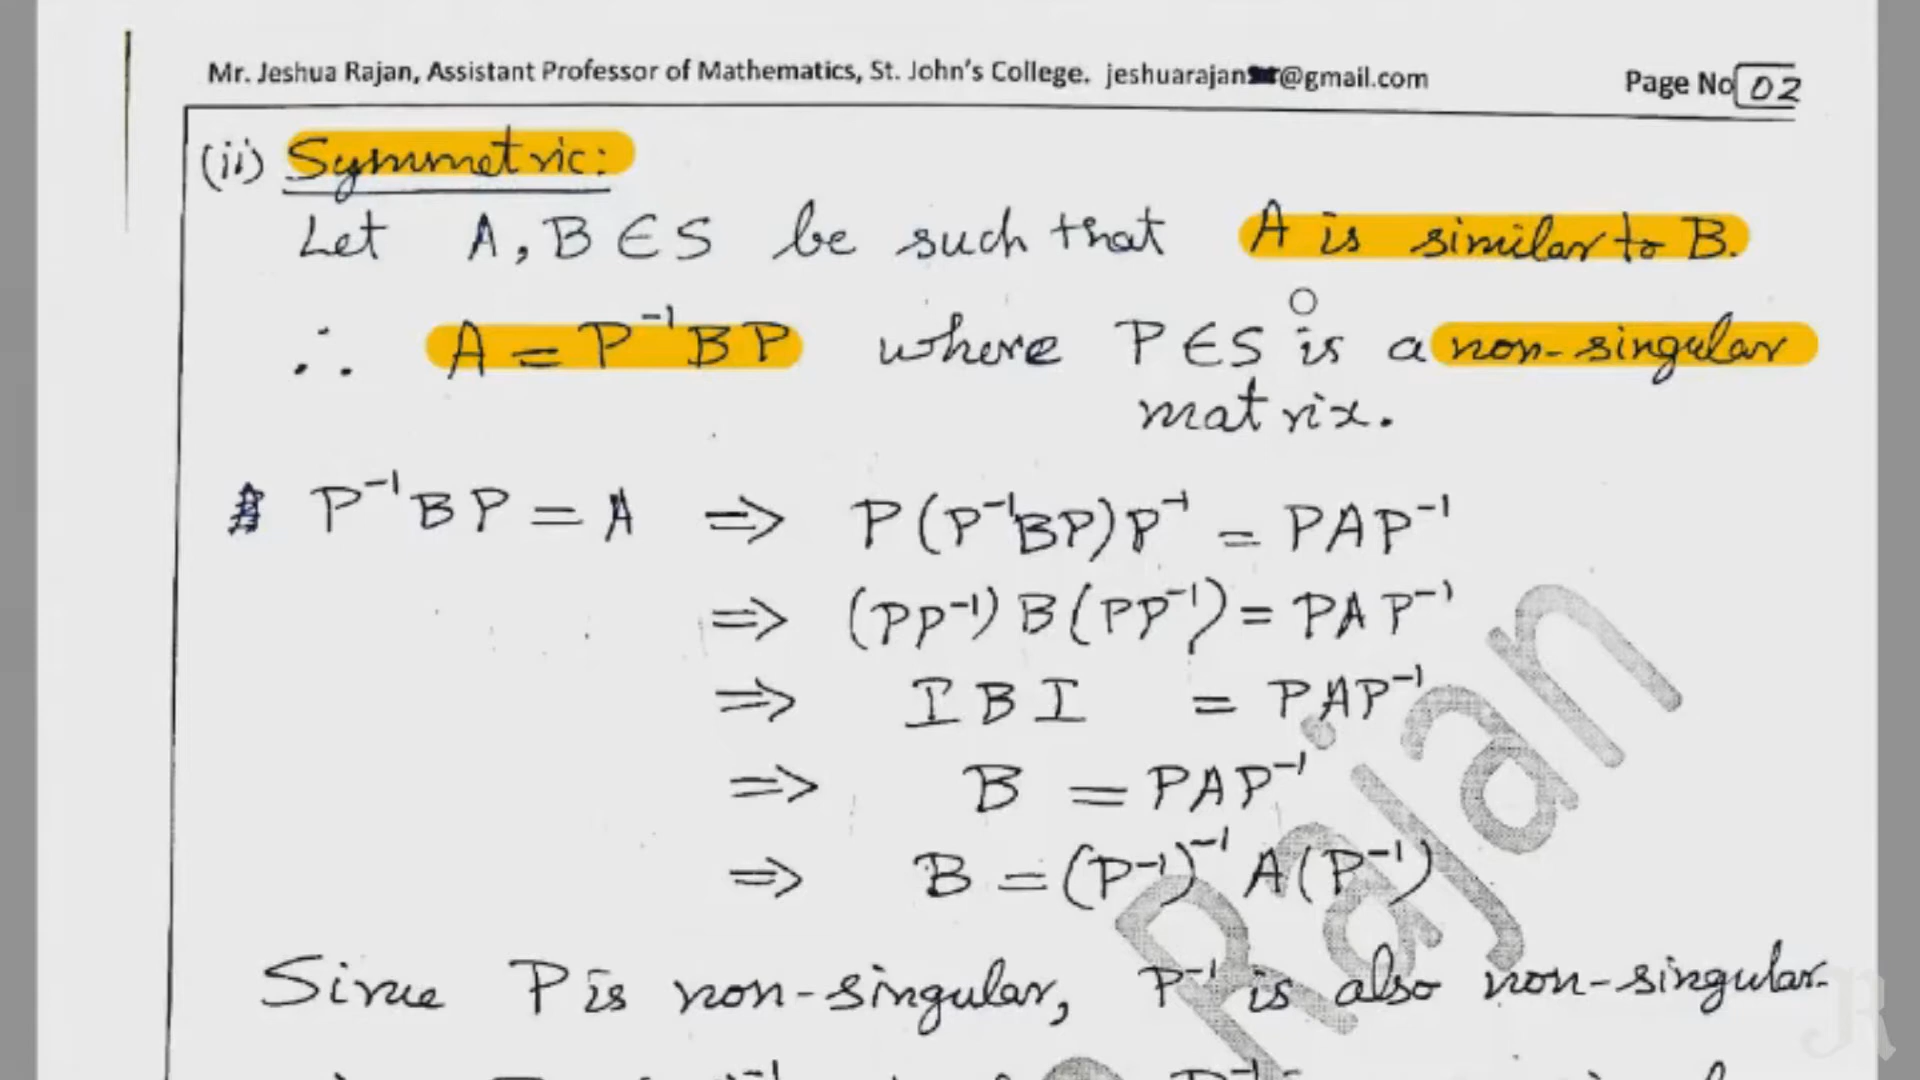 Mr. Jeshua Rajan, Assistant Professor of Mathematics, St. John's College. jeshuarajan@gmail.com Page No 02
(ii) Symmetric:
Let A, B ∈ S be such that A is similar to B.
∴ A = P⁻¹BP where P ∈ S is a non-singular
matrix.
P⁻¹BP = A => P(P⁻¹BP)P⁻¹ = PAP⁻¹
=> (PP⁻¹)B(PP⁻¹) = PAP⁻¹
=> IBI = PAP⁻¹
=> B = PAP⁻¹
=> B = (P⁻¹)⁻¹ A(P⁻¹)
Since P is non-singular, P⁻¹ is also non-singular.
Rajan